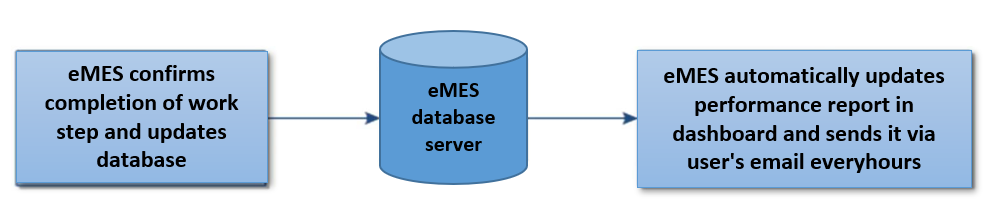 eMES confirms
completion of work
step and updates
database
eMES
database
server
eMES automatically updates
performance report in
dashboard and sends it via
user's email everyhours